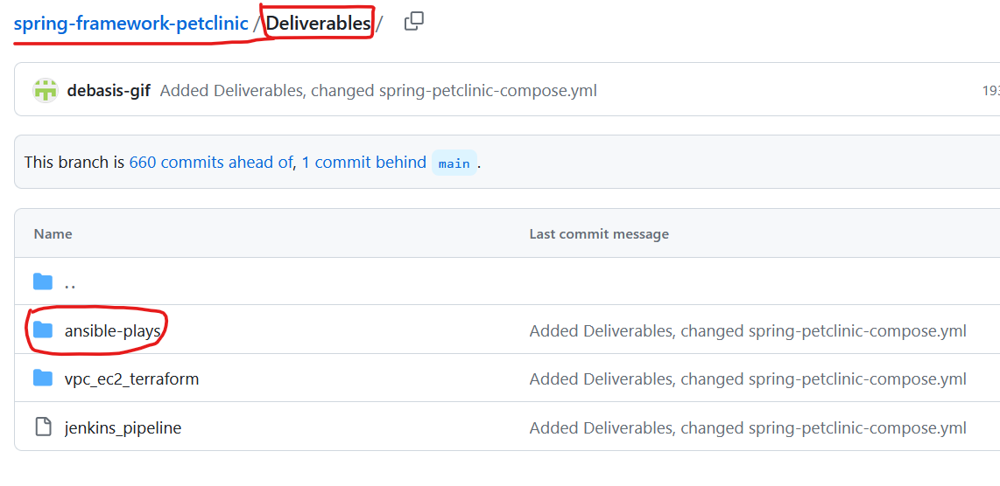 spring-framework-petclinic / Deliverables /
debasis-gif Added Deliverables, changed spring-petclinic-compose.yml
This branch is 660 commits ahead of, 1 commit behind main .
Name Last commit message
..
ansible-plays Added Deliverables, changed spring-petclinic-compose.yml
vpc_ec2_terraform Added Deliverables, changed spring-petclinic-compose.yml
jenkins_pipeline Added Deliverables, changed spring-petclinic-compose.yml